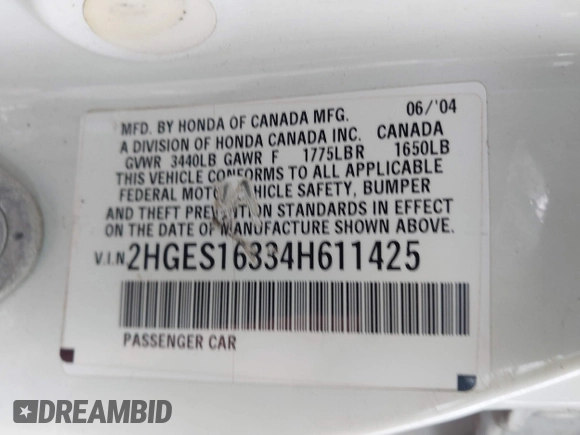 06/'04
MFD. BY HONDA OF CANADA MFG.
A DIVISION OF HONDA CANADA INC. CANADA
GVWR 3440LB GAWR F 1775LBR 1650LB
THIS VEHICLE CONFORMS TO ALL APPLICABLE
FEDERAL MOTOR VEHICLE SAFETY, BUMPER
AND THEFT PREVENTION STANDARDS IN EFFECT
ON THE DATE OF MANUFACTURE SHOWN ABOVE.
V.I.N 2HGES16334H611425
PASSENGER CAR
DREAMBID